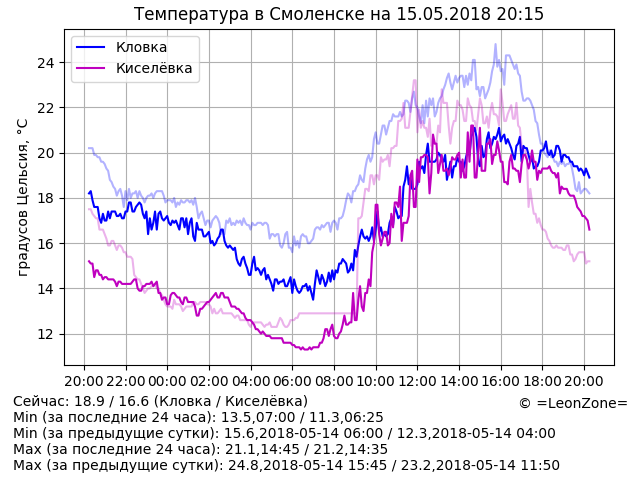 Температура в Смоленске на 15.05.2018 20:15
Кловка
Киселёвка
градусов Цельсия, °C
24
22
20
18
16
14
12
20:00 22:00 00:00 02:00 04:00 06:00 08:00 10:00 12:00 14:00 16:00 18:00 20:00
Сейчас: 18.9 / 16.6 (Кловка / Киселёвка)
© =LeonZone=
Min (за последние 24 часа): 13.5,07:00 / 11.3,06:25
Min (за предыдущие сутки): 15.6,2018-05-14 06:00 / 12.3,2018-05-14 04:00
Max (за последние 24 часа): 21.1,14:45 / 21.2,14:35
Max (за предыдущие сутки): 24.8,2018-05-14 15:45 / 23.2,2018-05-14 11:50